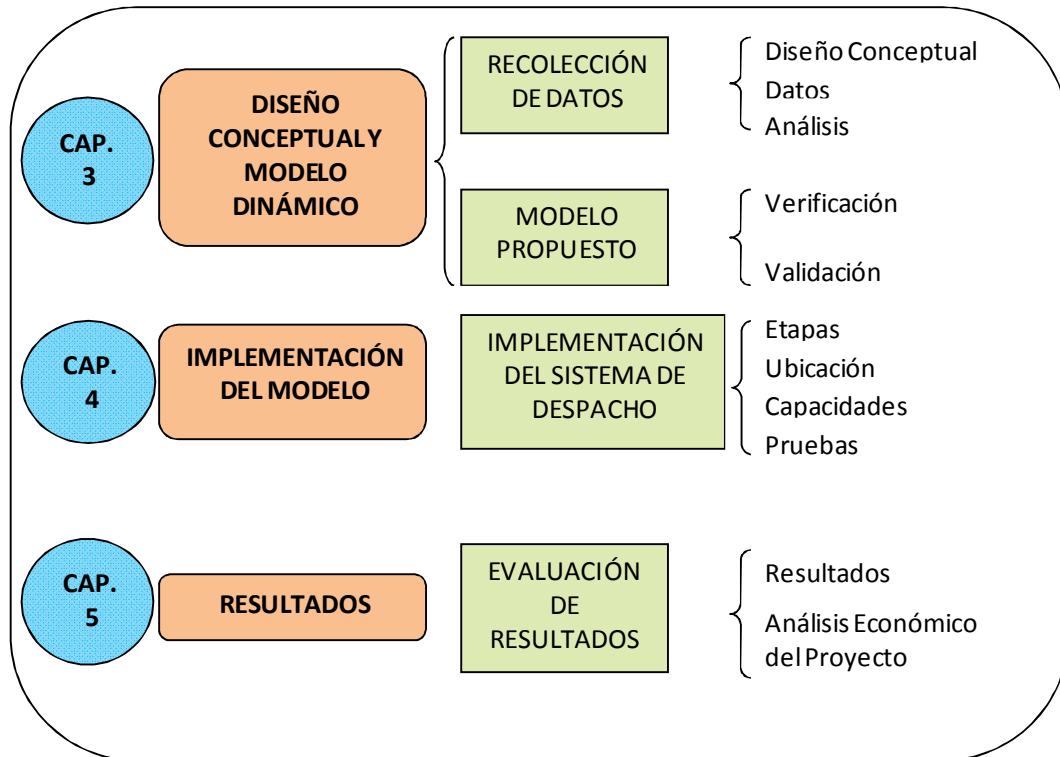 CAP.
3
DISEÑO
CONCEPTUAL Y
MODELO
DINÁMICO
RECOLECCIÓN
DE DATOS
Diseño Conceptual
Datos
Análisis
MODELO
PROPUESTO
Verificación
Validación
CAP.
4
IMPLEMENTACIÓN
DEL MODELO
IMPLEMENTACIÓN
DEL SISTEMA DE
DESPACHO
Etapas
Ubicación
Capacidades
Pruebas
CAP.
5
RESULTADOS
EVALUACIÓN
DE
RESULTADOS
Resultados
Análisis Económico
del Proyecto